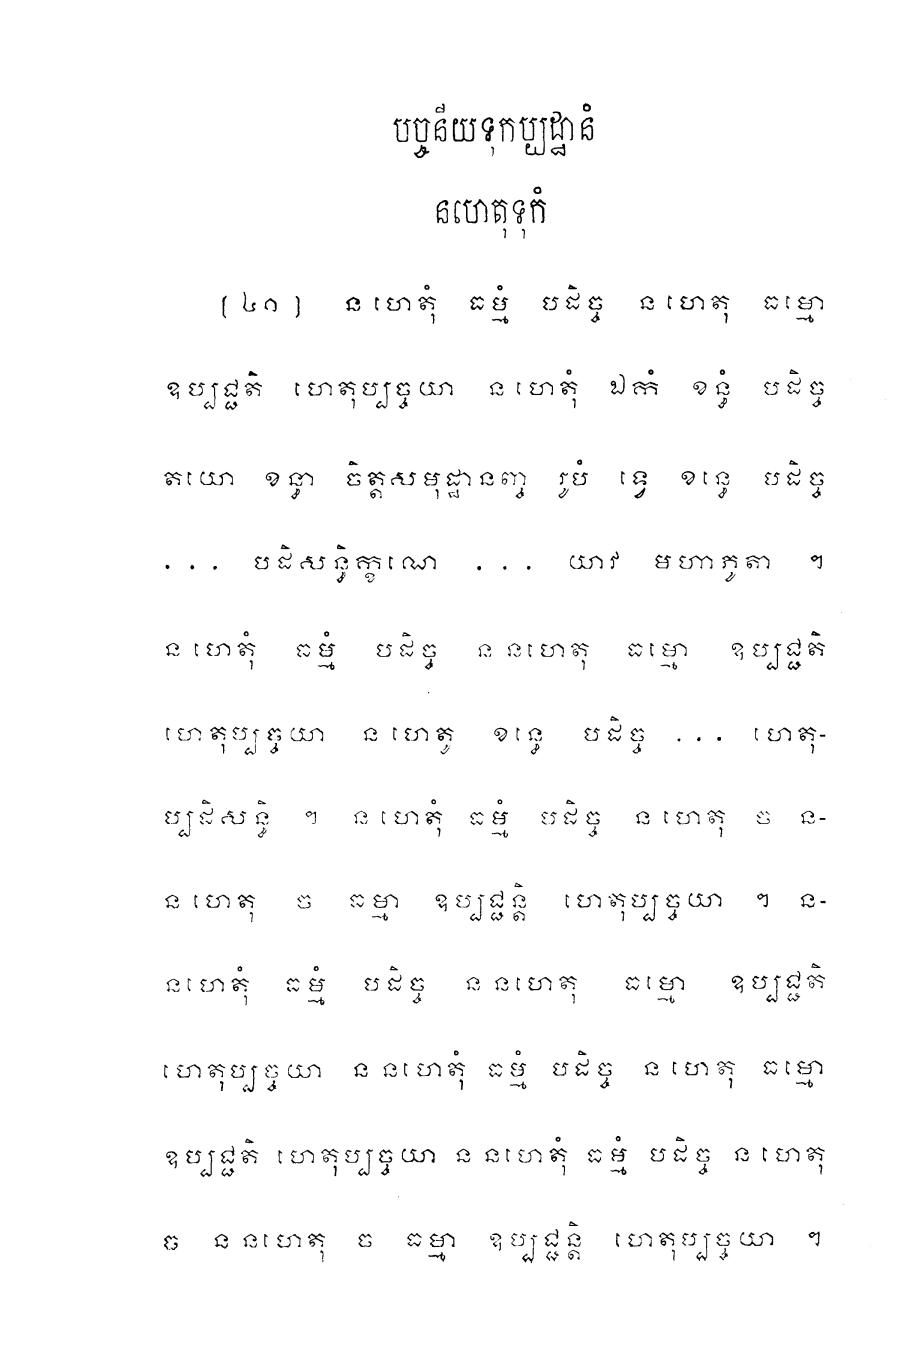 បច្ចនីយទុកប្បដ្ឋានំ
នហេតុទុកំ
[ ៤១ ] នហេតុំ ធម្មំ បដិច្ច នហេតុ ធម្មោ
ឧប្បជ្ជតិ ហេតុប្បច្ចយា នហេតុំ ឯកំ ខន្ធំ បដិច្ច
តយោ ខន្ធា ចិត្តសមុដ្ឋានញ្ច រូបំ ទ្វេ ខន្ធេ បដិច្ច
... បដិសន្ធិក្ខណេ ... យាវ មហាភូតា ។
នហេតុំ ធម្មំ បដិច្ច ននហេតុ ធម្មោ ឧប្បជ្ជតិ
ហេតុប្បច្ចយា នហេតូ ខន្ធេ បដិច្ច ... ហេតុ-
ប្បដិសន្ធិ ។ នហេតុំ ធម្មំ បដិច្ច នហេតុ ច ន-
នហេតុ ច ធម្មា ឧប្បជ្ជន្តិ ហេតុប្បច្ចយា ។ ន-
នហេតុំ ធម្មំ បដិច្ច ននហេតុ ធម្មោ ឧប្បជ្ជតិ
ហេតុប្បច្ចយា ននហេតុំ ធម្មំ បដិច្ច នហេតុ ធម្មោ
ឧប្បជ្ជតិ ហេតុប្បច្ចយា ននហេតុំ ធម្មំ បដិច្ច នហេតុ
ច ននហេតុ ច ធម្មា ឧប្បជ្ជន្តិ ហេតុប្បច្ចយា ។